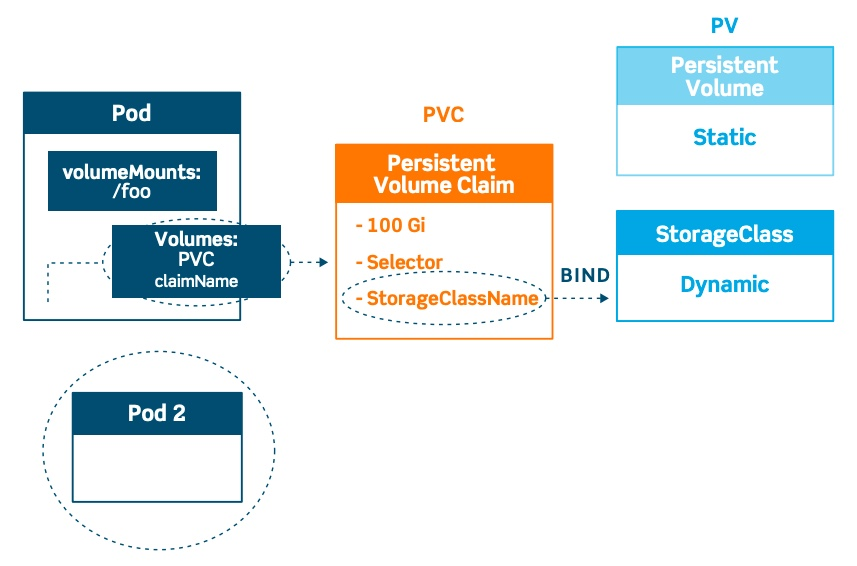 Pod
volumeMounts:
/foo
Volumes:
PVC
claimName
Pod 2
PVC
Persistent
Volume Claim
- 100 Gi
- Selector
- StorageClassName
BIND
PV
Persistent
Volume
Static
StorageClass
Dynamic